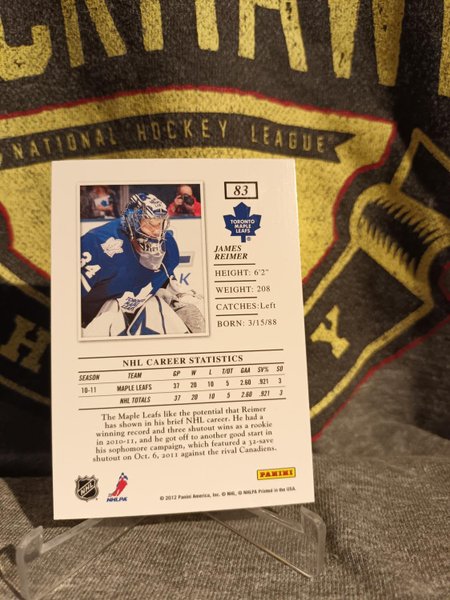 CKHAWK
NATIONAL HOCKEY LEAGUE
H
Y
83
TORONTO
MAPLE
LEAFS
JAMES
REIMER
HEIGHT: 6'2"
WEIGHT: 208
CATCHES: Left
BORN: 3/15/88
34
NHL CAREER STATISTICS
SEASON TEAM GP W L T/OT GAA SV% SO
10-11 MAPLE LEAFS 37 20 10 5 2.60 .921 3
NHL TOTALS 37 20 10 5 2.60 .921 3
The Maple Leafs like the potential that Reimer
has shown in his brief NHL career. He had a
winning record and three shutout wins as a rookie
in 2010-11, and he got off to another good start in
his sophomore campaign, which featured a 32-save
shutout on Oct. 6, 2011 against the rival Canadiens.
NHL
NHLPA
PANINI
© 2012 Panini America, Inc. © NHL, © NHLPA Printed in the USA.